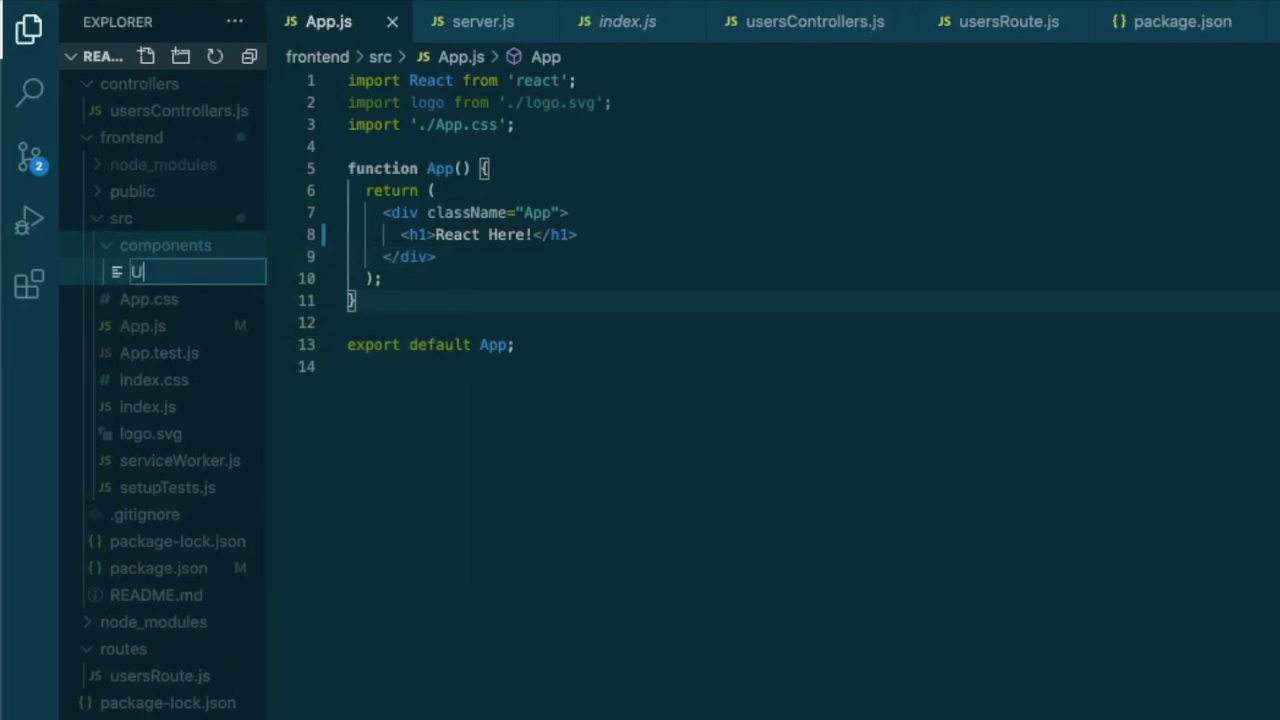 EXPLORER
READ...
controllers
JS usersControllers.js
frontend
node_modules
public
src
components
U
# App.css
JS App.js M
JS App.test.js
# index.css
JS index.js
logo.svg
JS serviceWorker.js
JS setupTests.js
.gitignore
{} package-lock.json
{} package.json M
README.md
node_modules
routes
JS usersRoute.js
{} package-lock.json
2
JS App.js
JS server.js
JS index.js
JS usersControllers.js
JS usersRoute.js
{} package.json
frontend > src > JS App.js > App
1 import React from 'react';
2 import logo from './logo.svg';
3 import './App.css';
4
5 function App() {
6 return (
7 <div className="App">
8 <h1>React Here!</h1>
9 </div>
10 );
11 }
12
13 export default App;
14